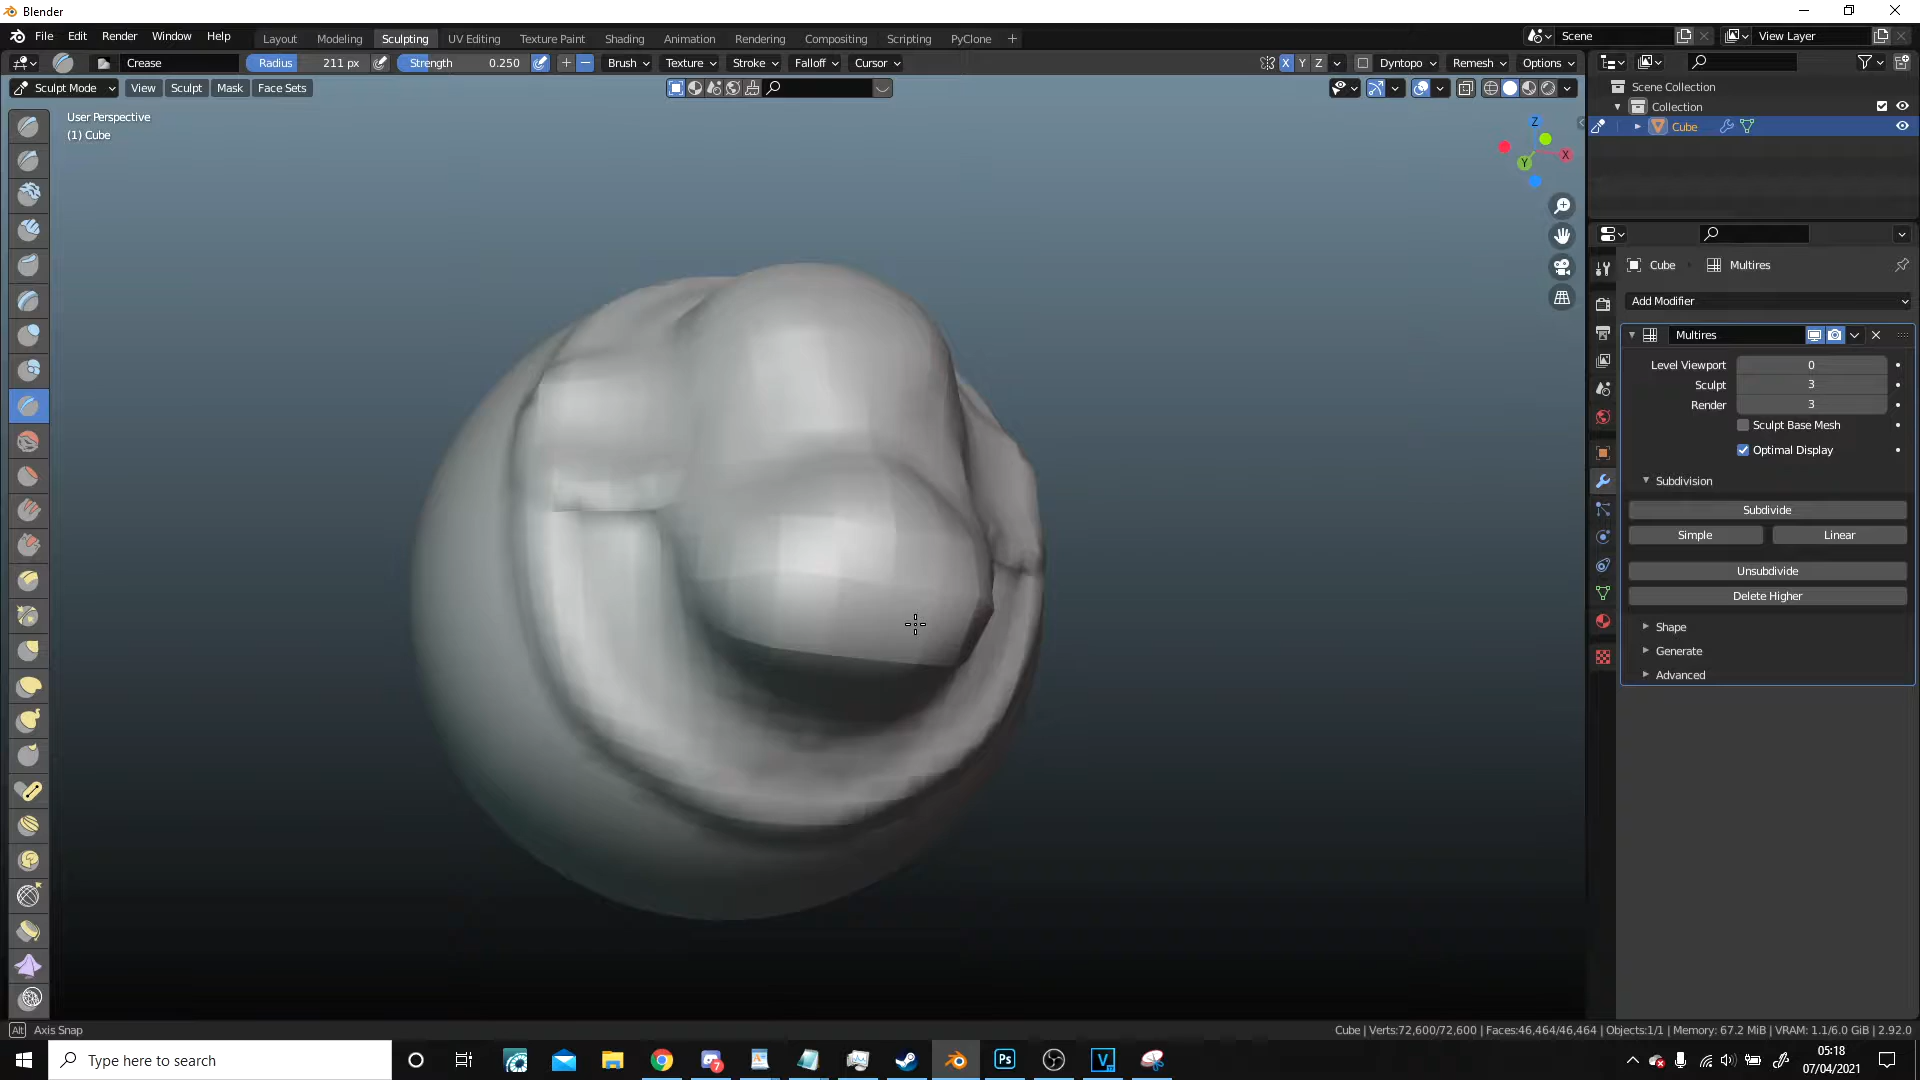 Blender
File Edit Render Window Help
Layout Modeling Sculpting UV Editing Texture Paint Shading Animation Rendering Compositing Scripting PyClone
Scene
View Layer
Crease
Radius 211 px
Strength 0.250
Brush Texture Stroke Falloff Cursor
X Y Z
Dyntopo Remesh Options
Sculpt Mode View Sculpt Mask Face Sets
User Perspective
(1) Cube
Z
X
Y
Scene Collection
Collection
Cube
Cube Multires
Add Modifier
Multires
Level Viewport 0
Sculpt 3
Render 3
Sculpt Base Mesh
Optimal Display
Subdivision
Subdivide
Simple Linear
Unsubdivide
Delete Higher
Shape
Generate
Advanced
Alt Axis Snap
Cube | Verts:72,600/72,600 | Faces:46,464/46,464 | Objects:1/1 | Memory: 67.2 MiB | VRAM: 1.1/6.0 GiB | 2.92.0
Type here to search
7
Ps
V
05:18
07/04/2021